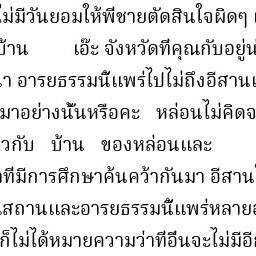 ไม่มีวันยอมให้พี่ชายตัดสินใจผิดๆ
บ้าน เอ๊ะ จังหวัดที่คุณกับอยู่
อารยธรรมนี้แพร่ไปไม่ถึงอีสาน
มาอย่างนั้นหรือคะ หล่อนไม่คิด
กับ บ้าน ของหล่อนและ
ที่มีการศึกษาค้นคว้ากันมา อีสาน
สถานและอารยธรรมนี้แพร่หลาย
ก็ไม่ได้หมายความว่าที่อื่นจะไม่มี